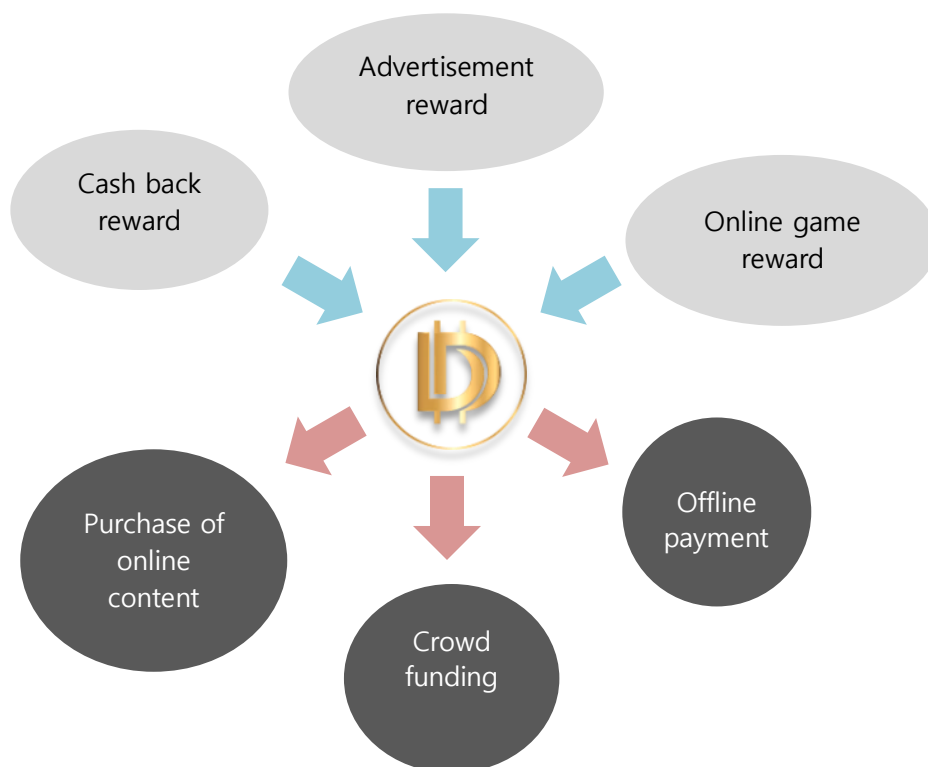 Advertisement
reward
Cash back
reward
Online game
reward
Purchase of
online
content
Offline
payment
Crowd
funding